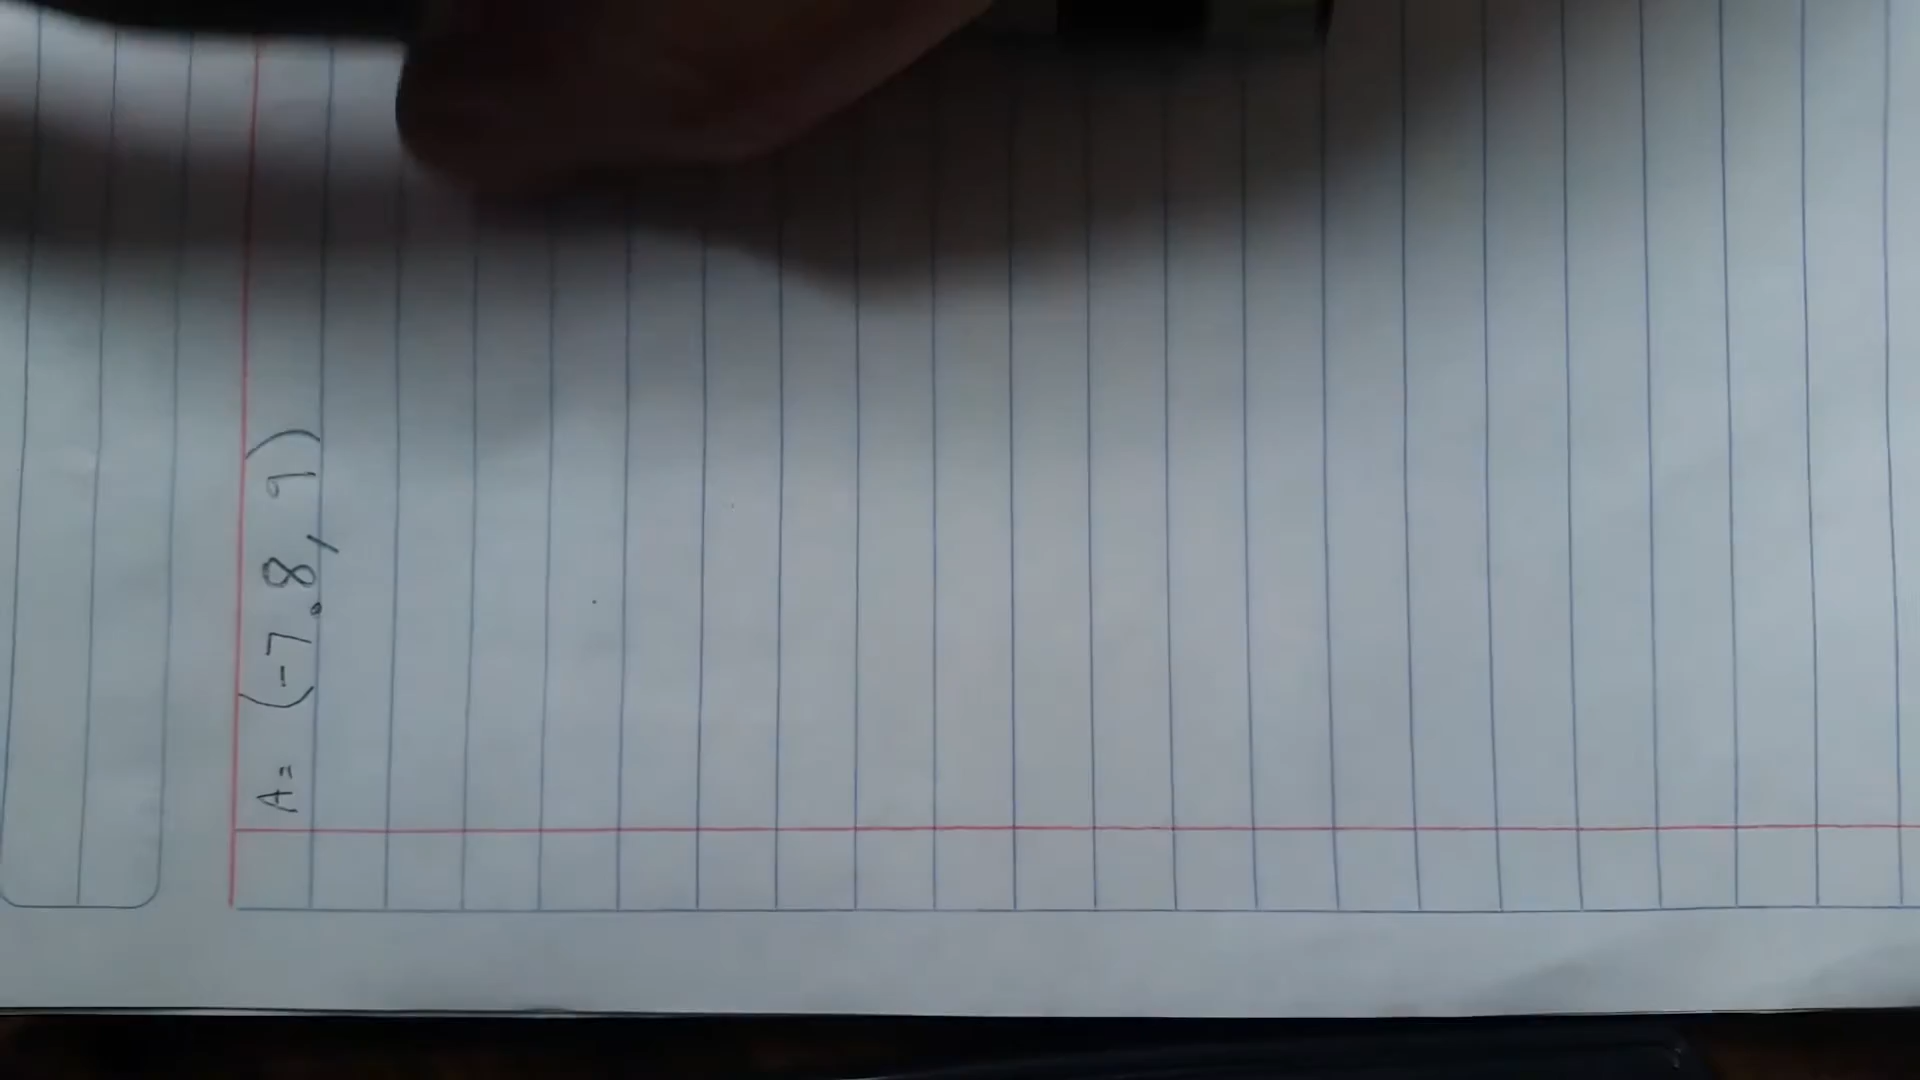 A= (-7.8, 9)